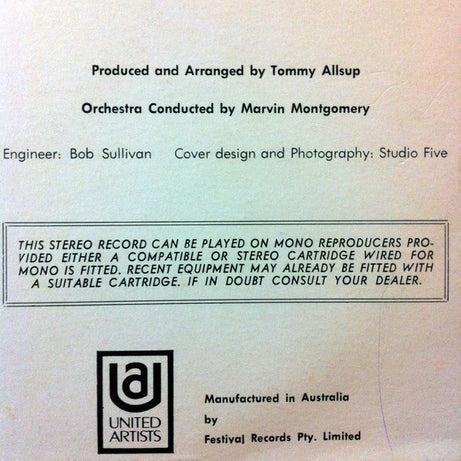 Produced and Arranged by Tommy Allsup
Orchestra Conducted by Marvin Montgomery
Engineer: Bob Sullivan Cover design and Photography: Studio Five
THIS STEREO RECORD CAN BE PLAYED ON MONO REPRODUCERS PRO-
VIDED EITHER A COMPATIBLE OR STEREO CARTRIDGE WIRED FOR
MONO IS FITTED. RECENT EQUIPMENT MAY ALREADY BE FITTED WITH
A SUITABLE CARTRIDGE. IF IN DOUBT CONSULT YOUR DEALER.
UA
UNITED
ARTISTS
Manufactured in Australia
by
Festival Records Pty. Limited